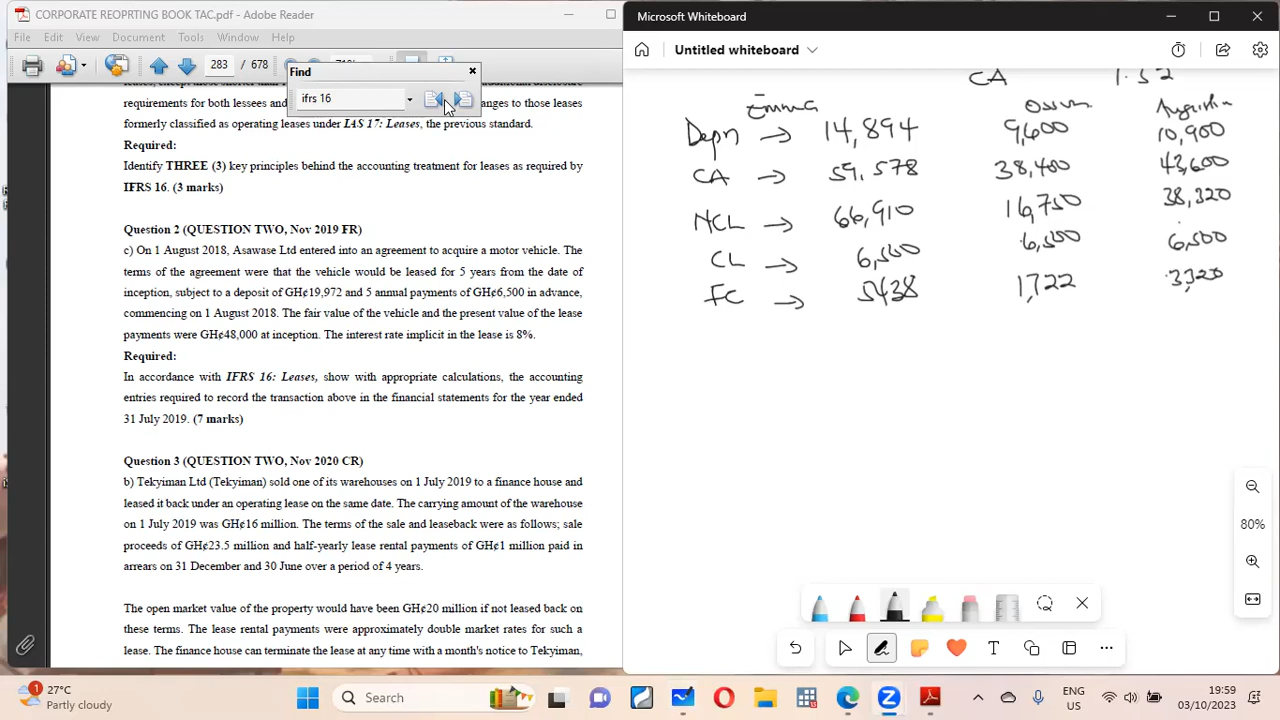 CORPORATE REOPRTING BOOK TAC.pdf - Adobe Reader
File Edit View Document Tools Window Help
283 / 678
Find
ifrs 16
requirements for both lessees and
changes to those leases
formerly classified as operating leases under IAS 17: Leases, the previous standard.
Required:
Identify THREE (3) key principles behind the accounting treatment for leases as required by
IFRS 16. (3 marks)
Question 2 (QUESTION TWO, Nov 2019 FR)
c) On 1 August 2018, Asawase Ltd entered into an agreement to acquire a motor vehicle. The
terms of the agreement were that the vehicle would be leased for 5 years from the date of
inception, subject to a deposit of GH¢19,972 and 5 annual payments of GH¢6,500 in advance,
commencing on 1 August 2018. The fair value of the vehicle and the present value of the lease
payments were GH¢48,000 at inception. The interest rate implicit in the lease is 8%.
Required:
In accordance with IFRS 16: Leases, show with appropriate calculations, the accounting
entries required to record the transaction above in the financial statements for the year ended
31 July 2019. (7 marks)
Question 3 (QUESTION TWO, Nov 2020 CR)
b) Tekyiman Ltd (Tekyiman) sold one of its warehouses on 1 July 2019 to a finance house and
leased it back under an operating lease on the same date. The carrying amount of the warehouse
on 1 July 2019 was GH¢16 million. The terms of the sale and leaseback were as follows; sale
proceeds of GH¢23.5 million and half-yearly lease rental payments of GH¢1 million paid in
arrears on 31 December and 30 June over a period of 4 years.
The open market value of the property would have been GH¢20 million if not leased back on
these terms. The lease rental payments were approximately double market rates for such a
lease. The finance house can terminate the lease at any time with a month's notice to Tekyiman,
Microsoft Whiteboard
Untitled whiteboard
CA
Emma
Depn → 14,894 9,600 10,900
CA → 59,578 38,400 43,600
NCL → 66,910 16,750 38,320
CL → 6,500 6,500 6,500
FC → 5438 1,722 3,320
80%
1
27°C
Partly cloudy
Search
ENG
19:59
03/10/2023